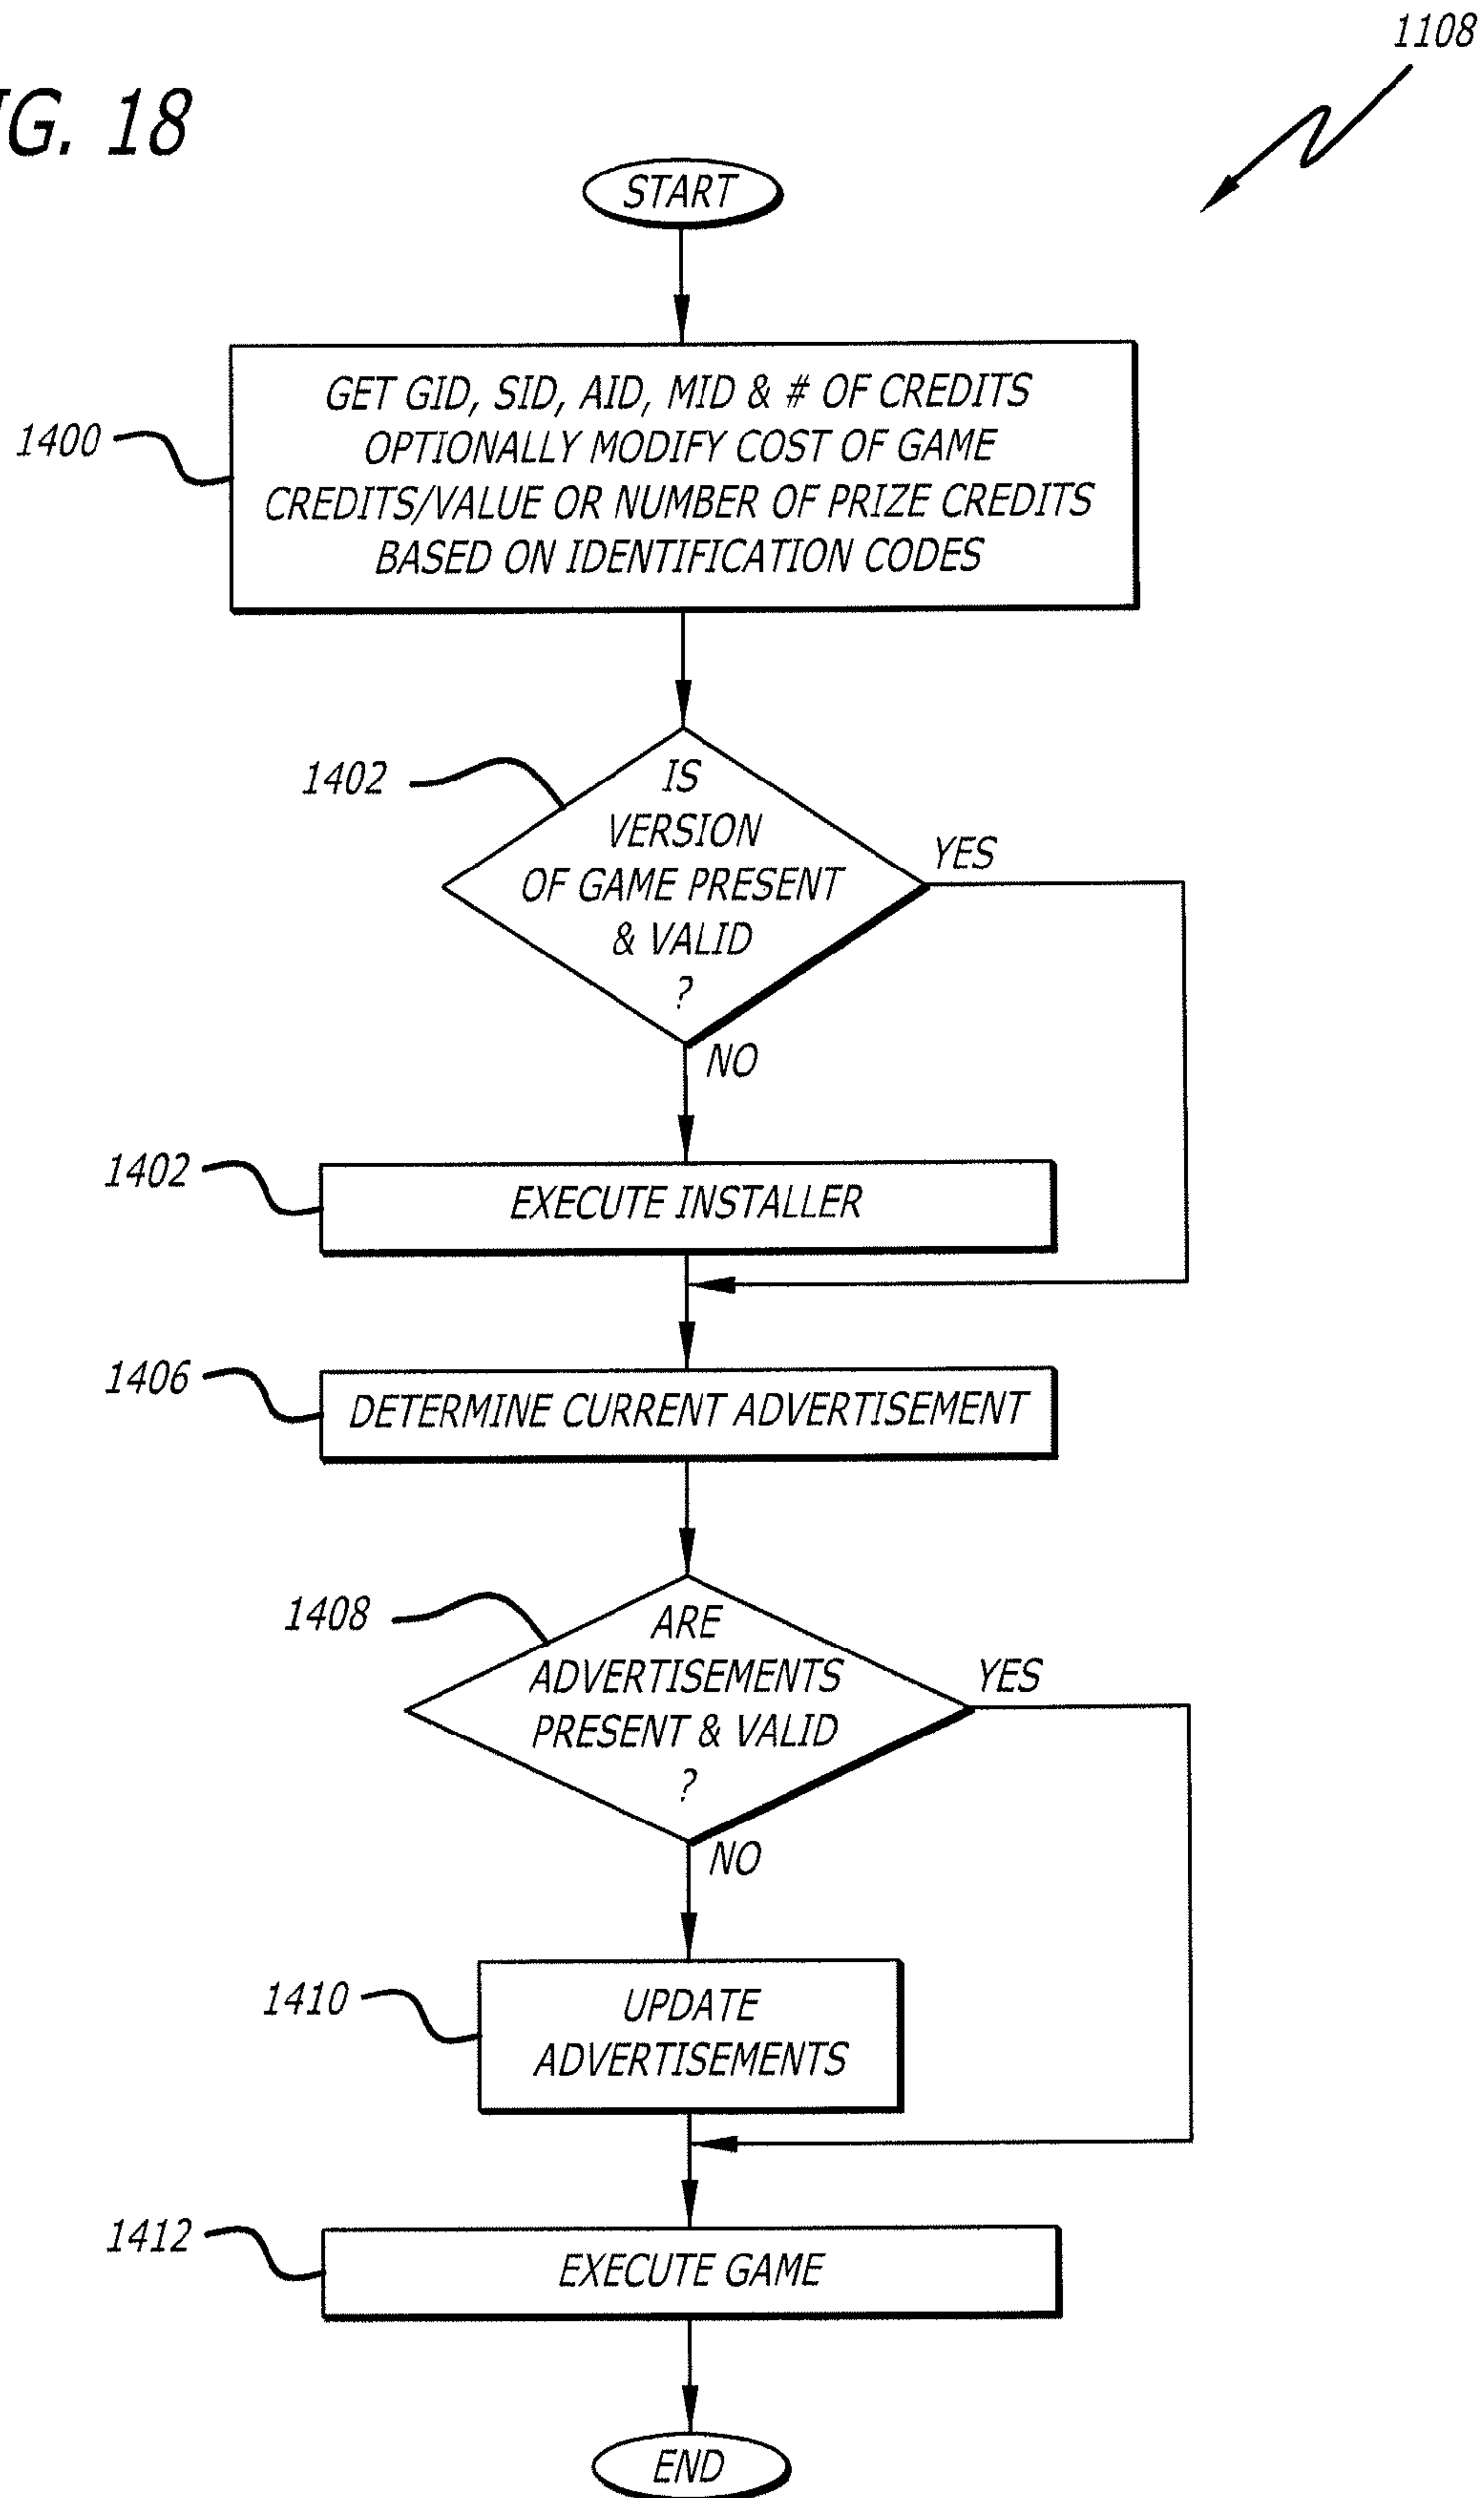 1108
G. 18
START
1400
GET GID, SID, AID, MID & # OF CREDITS
OPTIONALLY MODIFY COST OF GAME
CREDITS/VALUE OR NUMBER OF PRIZE CREDITS
BASED ON IDENTIFICATION CODES
1402
IS
VERSION
OF GAME PRESENT
& VALID
?
YES
NO
1402
EXECUTE INSTALLER
1406
DETERMINE CURRENT ADVERTISEMENT
1408
ARE
ADVERTISEMENTS
PRESENT & VALID
?
YES
NO
1410
UPDATE
ADVERTISEMENTS
1412
EXECUTE GAME
END